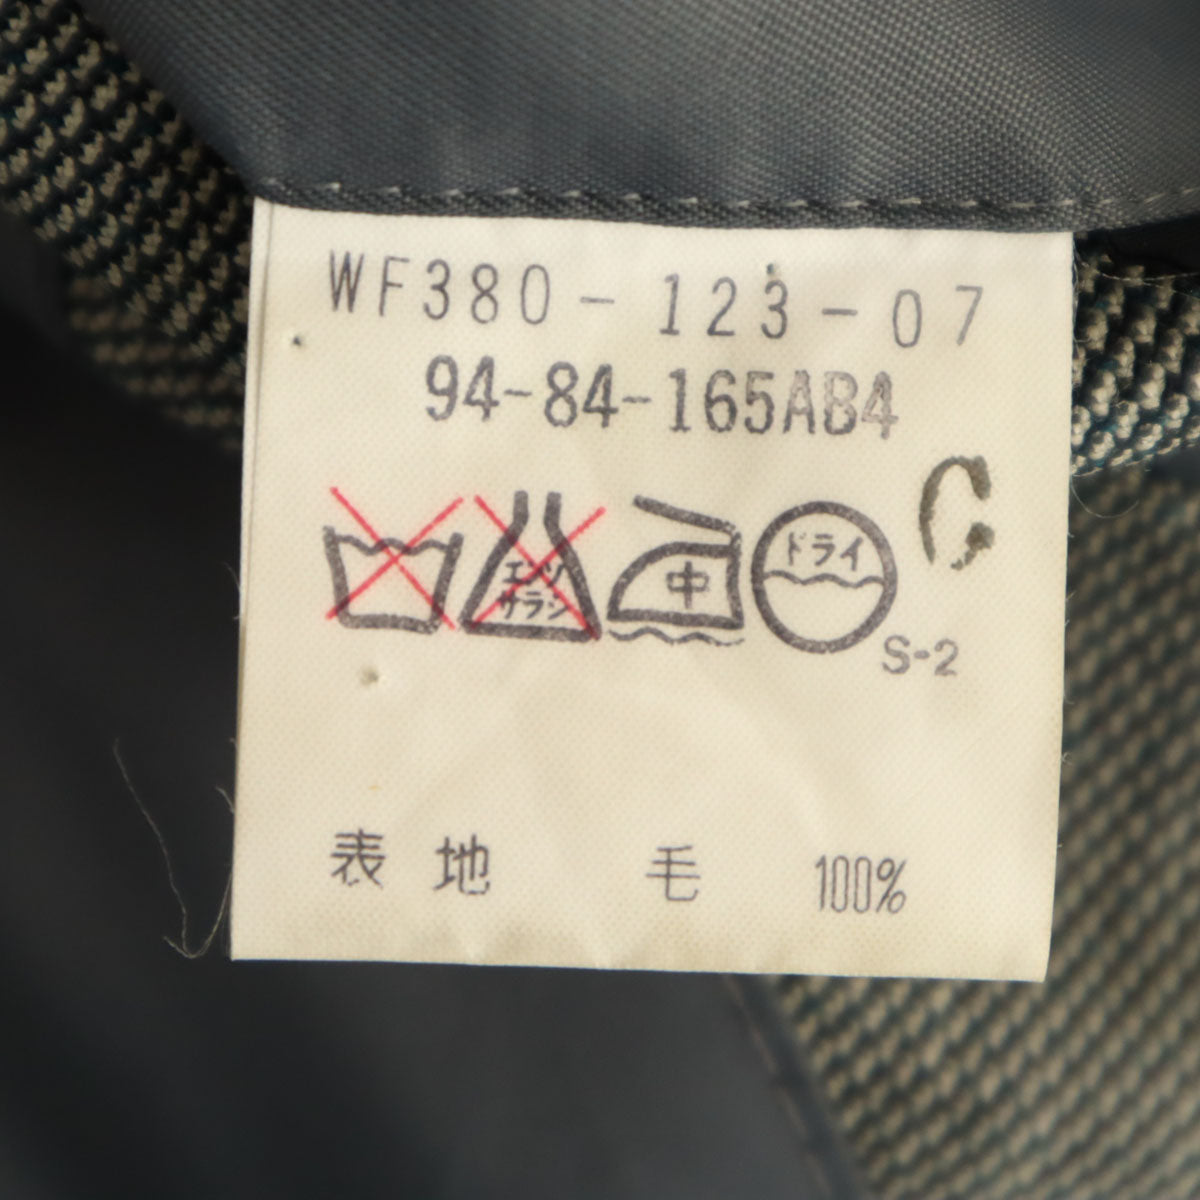 WF380-123-07
94-84-165AB4
C
エンソ
サラシ
中
ドライ
S-2
表地 毛 100%